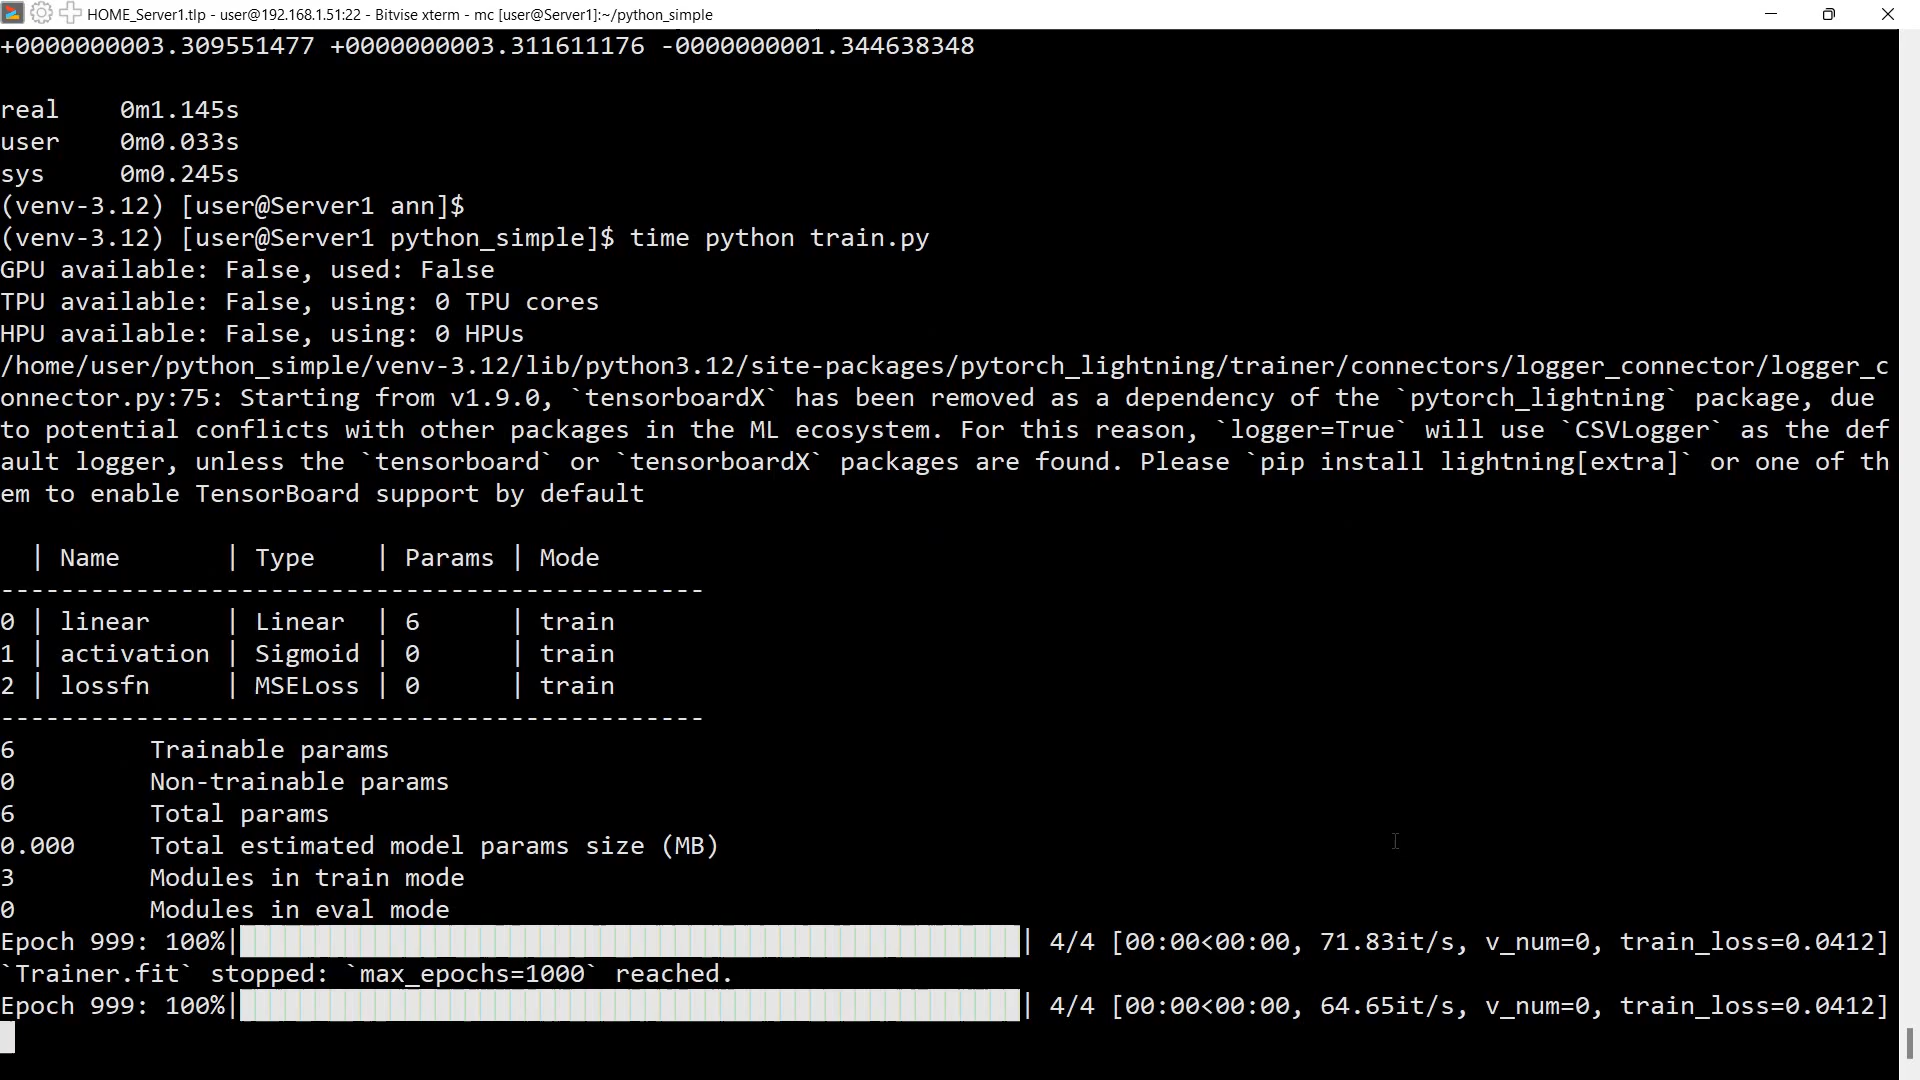 HOME_Server1.tlp - user@192.168.1.51:22 - Bitvise xterm - mc [user@Server1]:~/python_simple
+0000000003.309551477 +0000000003.311611176 -0000000001.344638348
real    0m1.145s
user    0m0.033s
sys     0m0.245s
(venv-3.12) [user@Server1 ann]$
(venv-3.12) [user@Server1 python_simple]$ time python train.py
GPU available: False, used: False
TPU available: False, using: 0 TPU cores
HPU available: False, using: 0 HPUs
/home/user/python_simple/venv-3.12/lib/python3.12/site-packages/pytorch_lightning/trainer/connectors/logger_connector/logger_c
onnector.py:75: Starting from v1.9.0, `tensorboardX` has been removed as a dependency of the `pytorch_lightning` package, due
to potential conflicts with other packages in the ML ecosystem. For this reason, `logger=True` will use `CSVLogger` as the def
ault logger, unless the `tensorboard` or `tensorboardX` packages are found. Please `pip install lightning[extra]` or one of th
em to enable TensorBoard support by default
  | Name       | Type    | Params | Mode
-----------------------------------------------
0 | linear     | Linear  | 6      | train
1 | activation | Sigmoid | 0      | train
2 | lossfn     | MSELoss | 0      | train
-----------------------------------------------
6         Trainable params
0         Non-trainable params
6         Total params
0.000     Total estimated model params size (MB)
3         Modules in train mode
0         Modules in eval mode
Epoch 999: 100%|████████████████████████████████████████████████████| 4/4 [00:00<00:00, 71.83it/s, v_num=0, train_loss=0.0412]
`Trainer.fit` stopped: `max_epochs=1000` reached.
Epoch 999: 100%|████████████████████████████████████████████████████| 4/4 [00:00<00:00, 64.65it/s, v_num=0, train_loss=0.0412]